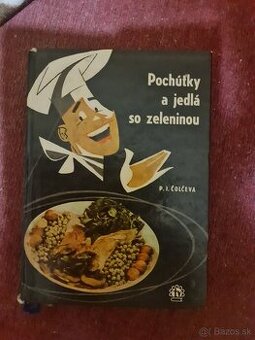 Pochúťky
a jedlá
so zeleninou
P. I. ČOLČEVA
© Bazos.sk